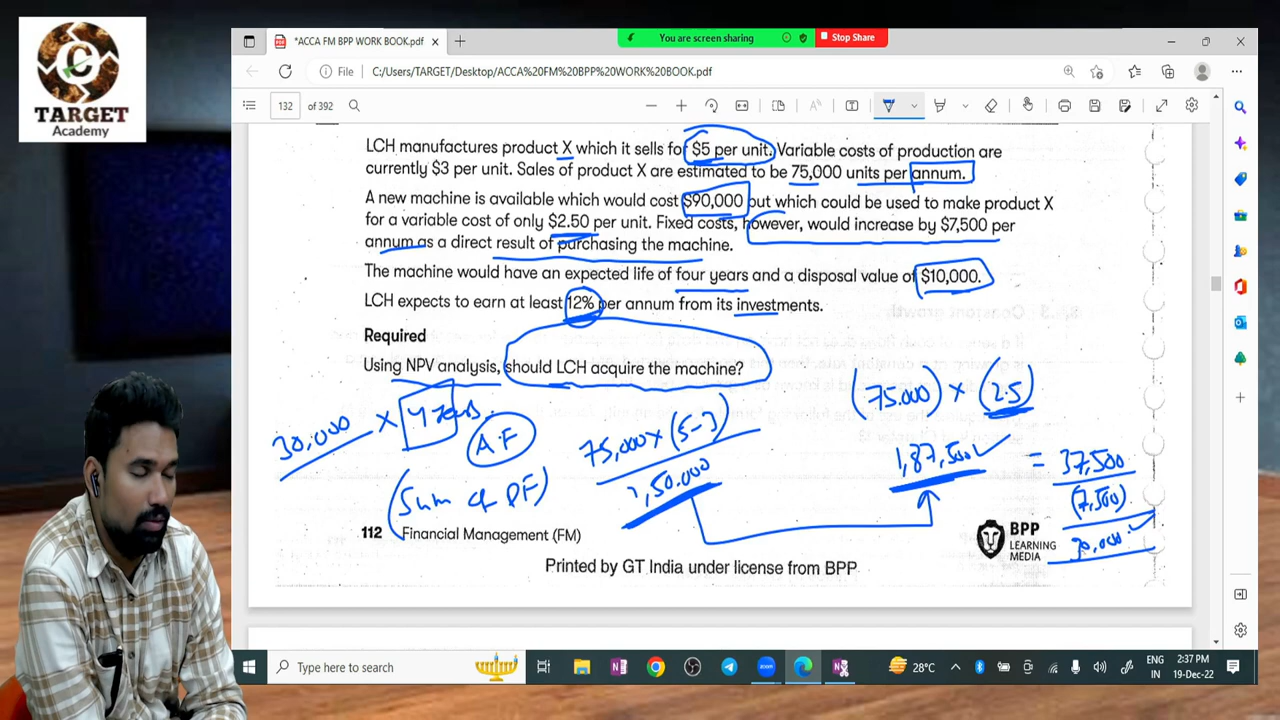 TARGET
Academy
*ACCA FM BPP WORK BOOK.pdf
You are screen sharing
Stop Share
File
C:/Users/TARGET/Desktop/ACCA%20FM%20BPP%20WORK%20BOOK.pdf
132 of 392
LCH manufactures product X which it sells for $5 per unit. Variable costs of production are
currently $3 per unit. Sales of product X are estimated to be 75,000 units per annum.
A new machine is available which would cost $90,000 but which could be used to make product X
for a variable cost of only $2.50 per unit. Fixed costs, however, would increase by $7,500 per
annum as a direct result of purchasing the machine.
The machine would have an expected life of four years and a disposal value of $10,000.
LCH expects to earn at least 12% per annum from its investments.
Required
Using NPV analysis, should LCH acquire the machine?
(75.000) × (2.5)
30,000 × 4 years.
A.F
75,000 × (5-3)
1,87,500 = 37,500
(Sum of DF)
1,50.000
(7,500)
30,000
112 Financial Management (FM)
BPP
LEARNING
MEDIA
Printed by GT India under license from BPP
Type here to search
28°C
ENG
IN
2:37 PM
19-Dec-22